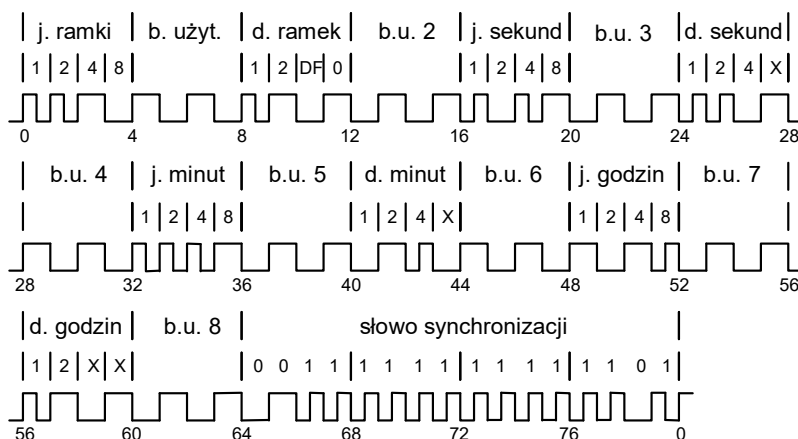 j. ramki b. użyt. d. ramek b.u. 2 j. sekund b.u. 3 d. sekund
1 2 4 8 1 2 DF 0 1 2 4 8 1 2 4 X
0 4 8 12 16 20 24 28
b.u. 4 j. minut b.u. 5 d. minut b.u. 6 j. godzin b.u. 7
1 2 4 8 1 2 4 X 1 2 4 8
28 32 36 40 44 48 52 56
d. godzin b.u. 8 słowo synchronizacji
1 2 X X 0 0 1 1 1 1 1 1 1 1 1 1 1 1 0 1
56 60 64 68 72 76 0